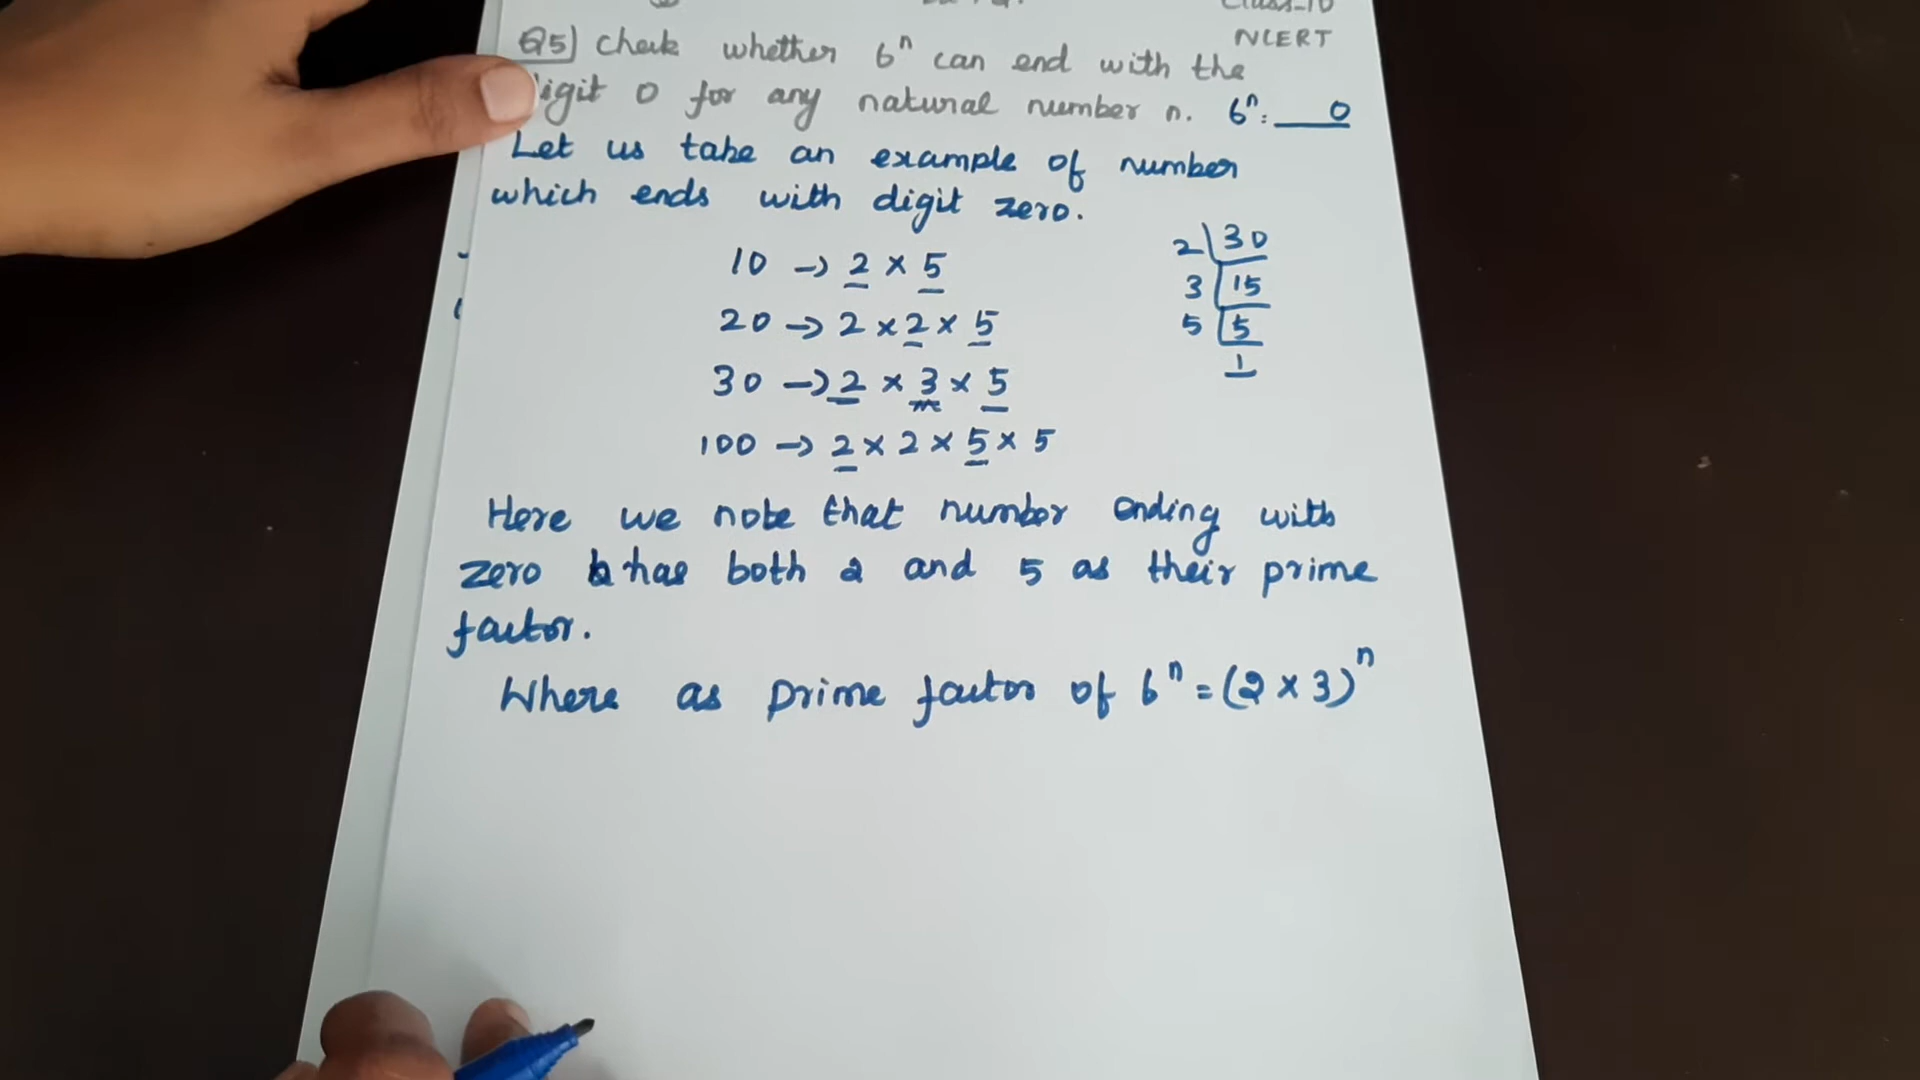 Class-10
NCERT
Q5) Check whether 6ⁿ can end with the
digit 0 for any natural number n. 6ⁿ = __0
Let us take an example of number
which ends with digit zero.
10 → 2 × 5
20 → 2 × 2 × 5
30 → 2 × 3 × 5
100 → 2 × 2 × 5 × 5
2 | 30
3 | 15
5 | 5
1
Here we note that number ending with
zero has both 2 and 5 as their prime
factor.
Where as prime factor of 6ⁿ = (2 × 3)ⁿ